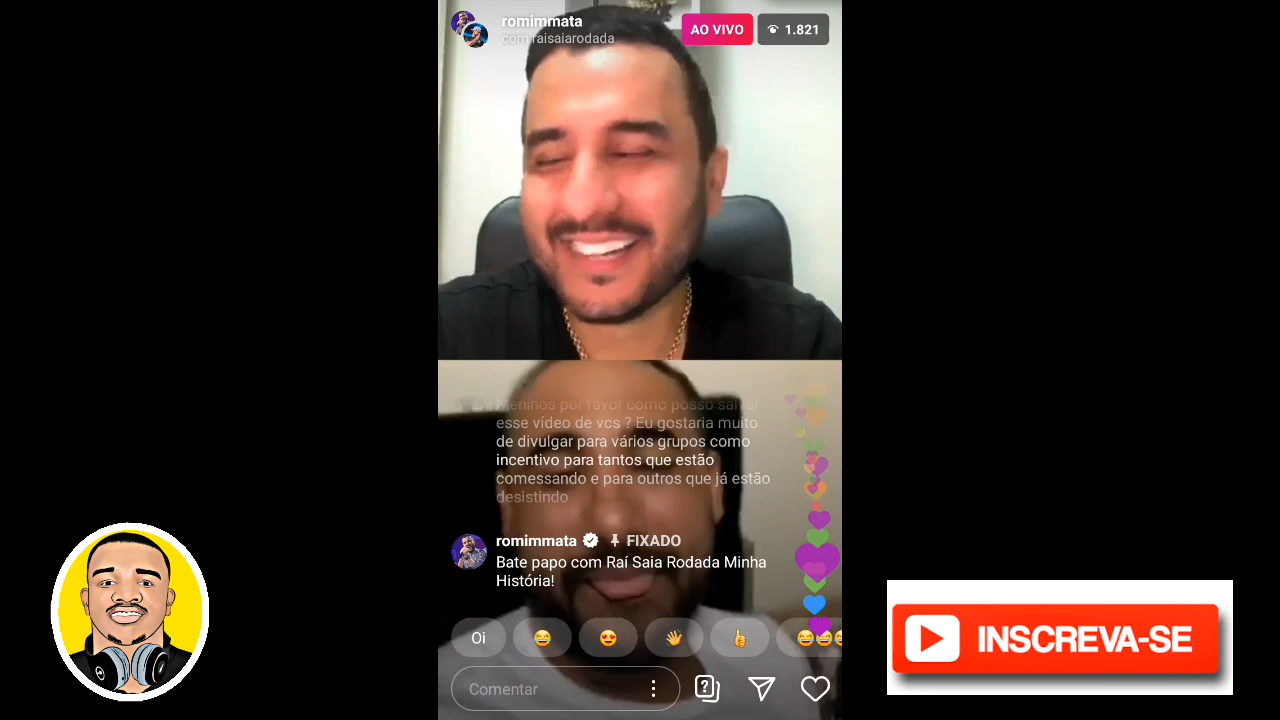 romimmata
com raisaiarodada
AO VIVO
1.821
Meninos por favor como posso salvar
esse vídeo de vcs ? Eu gostaria muito
de divulgar para vários grupos como
incentivo para tantos que estão
comessando e para outros que já estão
desistindo
romimmata FIXADO
Bate papo com Raí Saia Rodada Minha
História!
Oi
Comentar
INSCREVA-SE